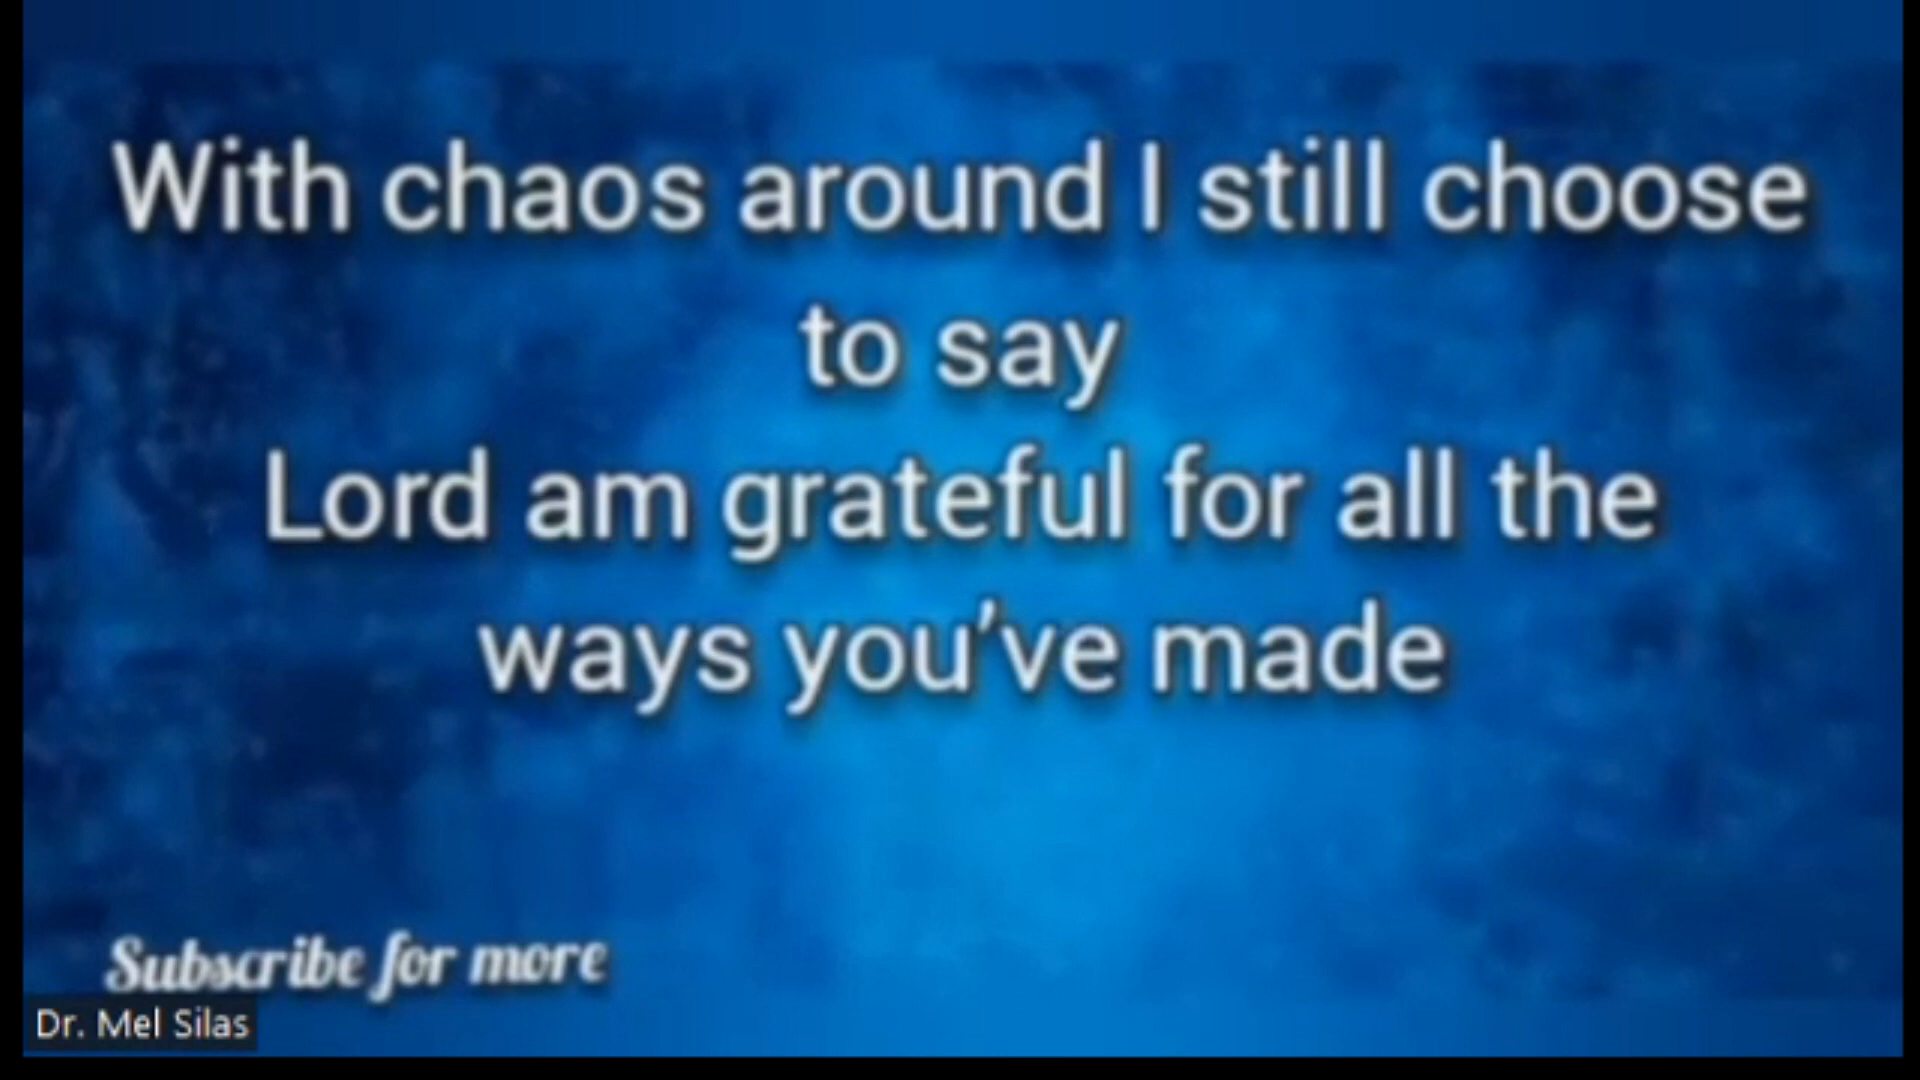 With chaos around I still choose
to say
Lord am grateful for all the
ways you've made
Subscribe for more
Dr. Mel Silas